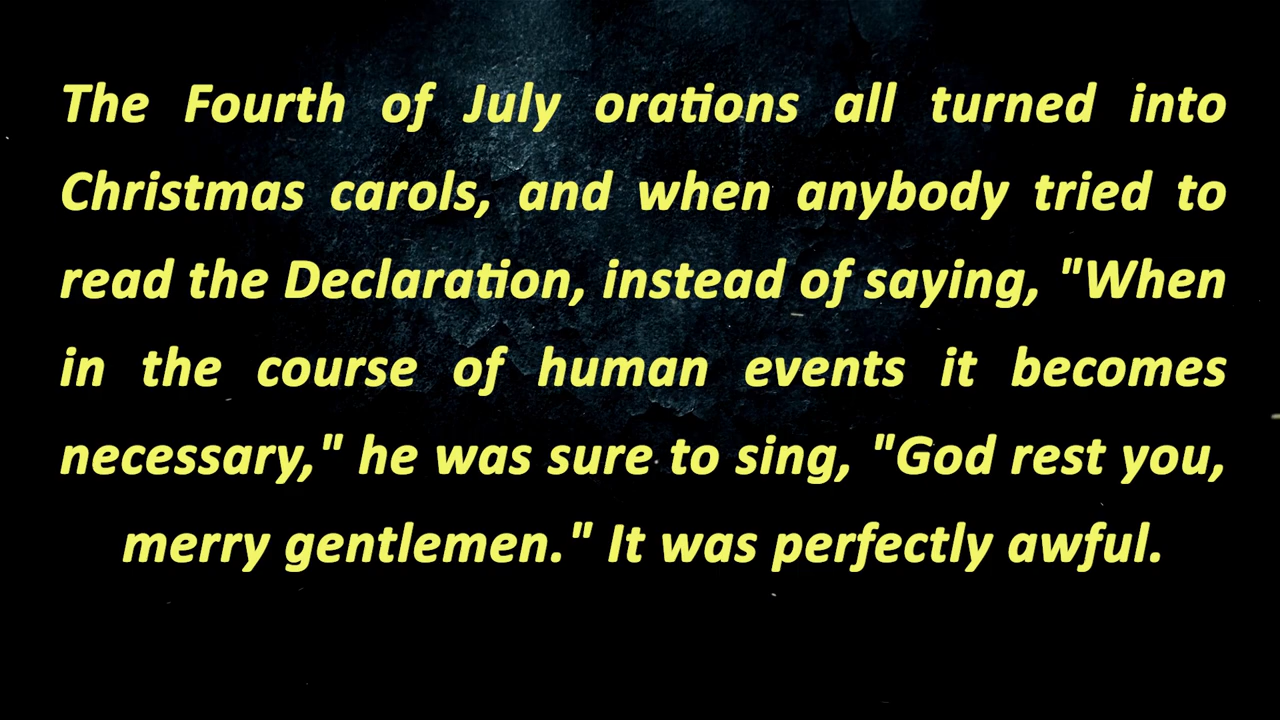 The Fourth of July orations all turned into
Christmas carols, and when anybody tried to
read the Declaration, instead of saying, "When
in the course of human events it becomes
necessary," he was sure to sing, "God rest you,
merry gentlemen." It was perfectly awful.